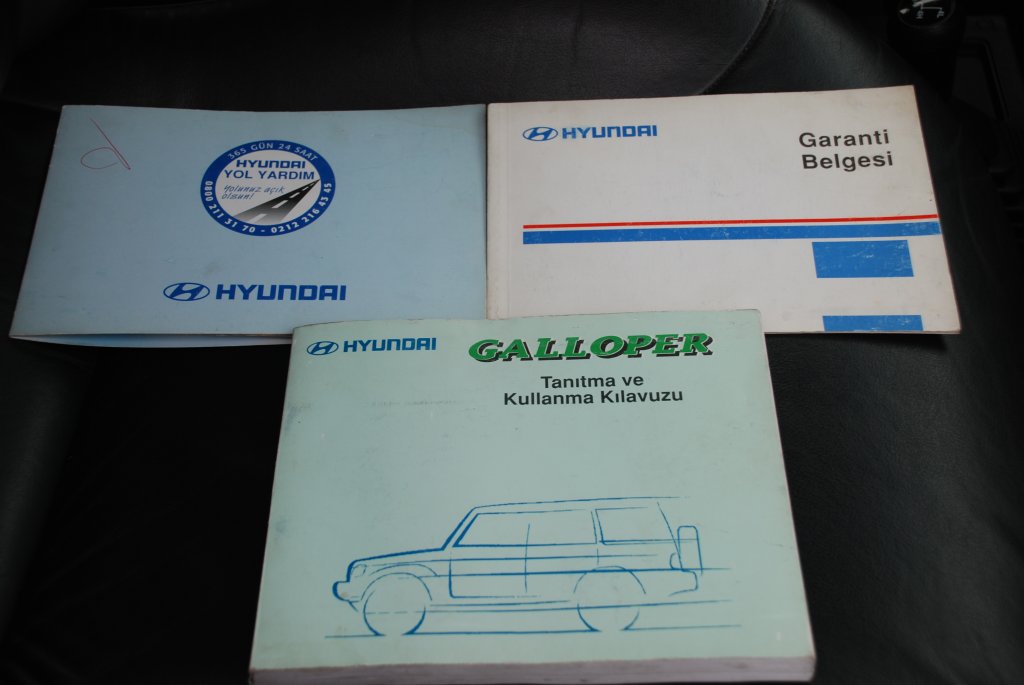 d
365 GÜN 24 SAAT
HYUNDAI
YOL YARDIM
Yolunuz açık
olsun!
0800 211 31 70 - 0212 216 43 45
HYUNDAI
HYUNDAI
Garanti
Belgesi
HYUNDAI
GALLOPER
Tanıtma ve
Kullanma Kılavuzu